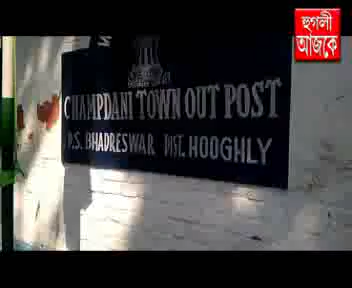 হুগলী
আজকে
CHAMPDANI TOWN OUT POST
P.S. BHADRESWAR DIST. HOOGHLY